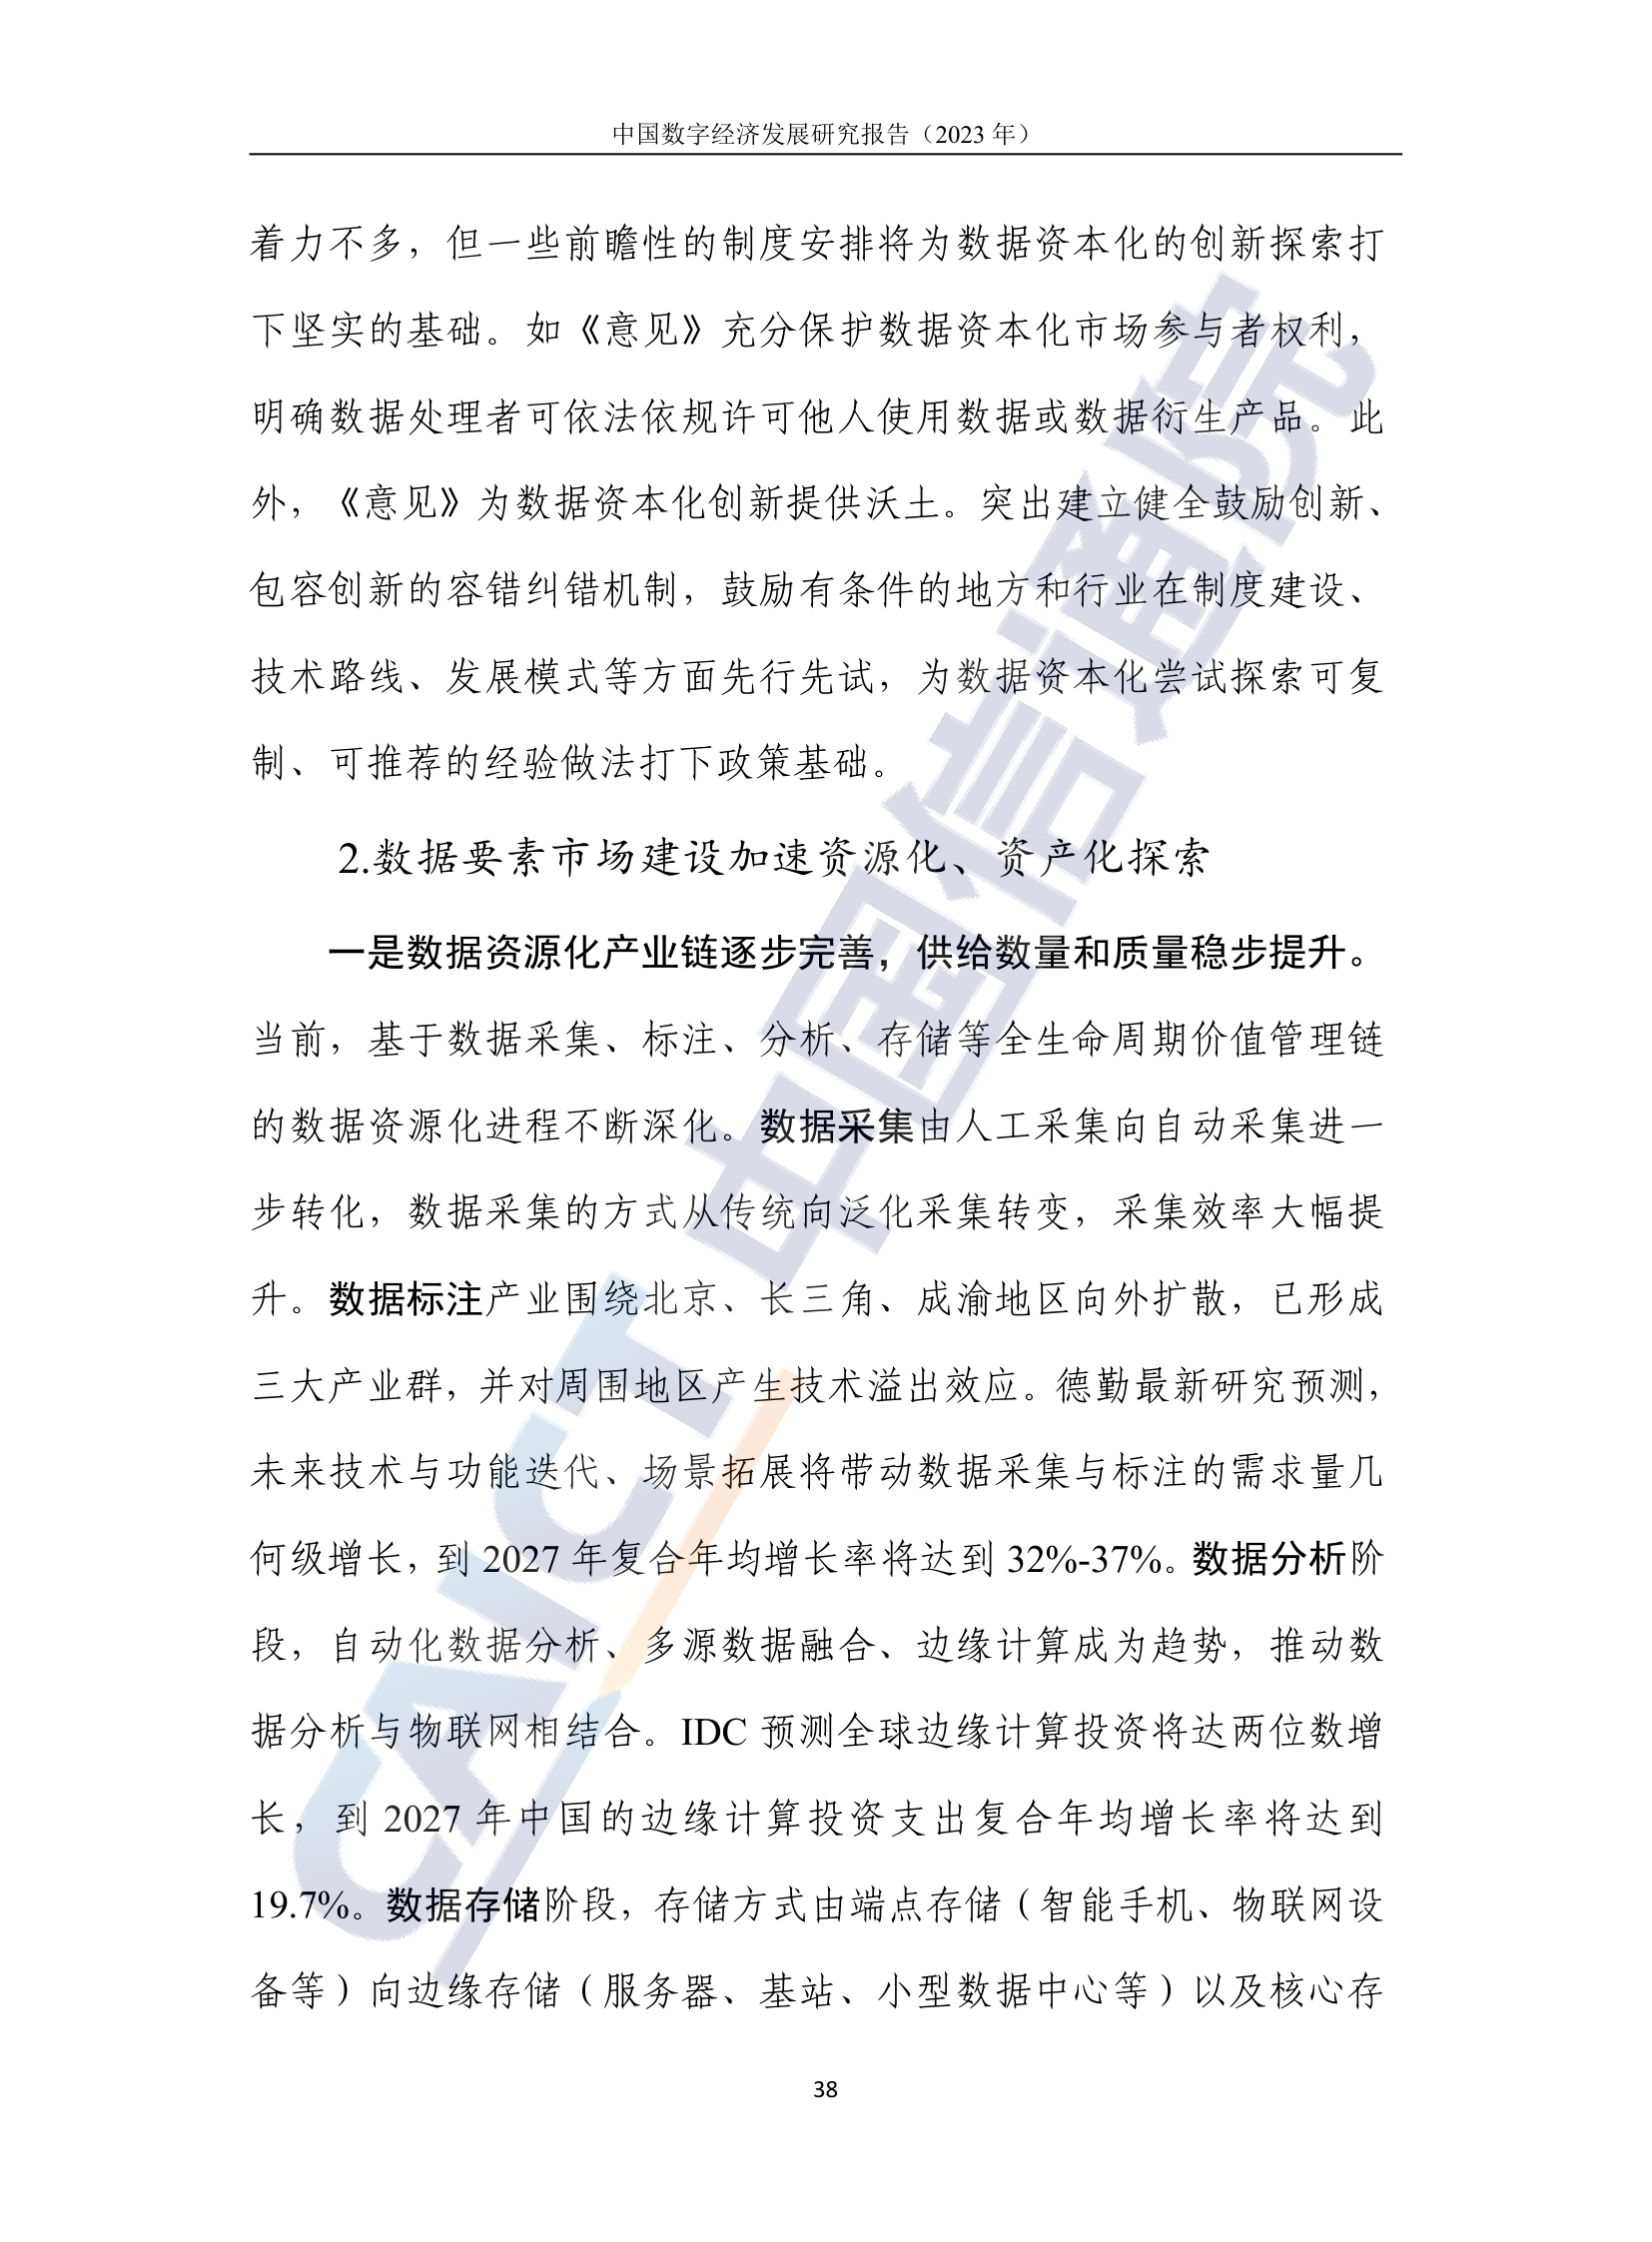 中国数字经济发展研究报告（2023 年）
着力不多，但一些前瞻性的制度安排将为数据资本化的创新探索打
下坚实的基础。如《意见》充分保护数据资本化市场参与者权利，
明确数据处理者可依法依规许可他人使用数据或数据衍生产品。此
外，《意见》为数据资本化创新提供沃土。突出建立健全鼓励创新、
包容创新的容错纠错机制，鼓励有条件的地方和行业在制度建设、
技术路线、发展模式等方面先行先试，为数据资本化尝试探索可复
制、可推荐的经验做法打下政策基础。
2.数据要素市场建设加速资源化、资产化探索
一是数据资源化产业链逐步完善，供给数量和质量稳步提升。
当前，基于数据采集、标注、分析、存储等全生命周期价值管理链
的数据资源化进程不断深化。数据采集由人工采集向自动采集进一
步转化，数据采集的方式从传统向泛化采集转变，采集效率大幅提
升。数据标注产业围绕北京、长三角、成渝地区向外扩散，已形成
三大产业群，并对周围地区产生技术溢出效应。德勤最新研究预测，
未来技术与功能迭代、场景拓展将带动数据采集与标注的需求量几
何级增长，到 2027 年复合年均增长率将达到 32%-37%。数据分析阶
段，自动化数据分析、多源数据融合、边缘计算成为趋势，推动数
据分析与物联网相结合。IDC 预测全球边缘计算投资将达两位数增
长，到 2027 年中国的边缘计算投资支出复合年均增长率将达到
19.7%。数据存储阶段，存储方式由端点存储（智能手机、物联网设
备等）向边缘存储（服务器、基站、小型数据中心等）以及核心存
38
CAICT 中国信通院